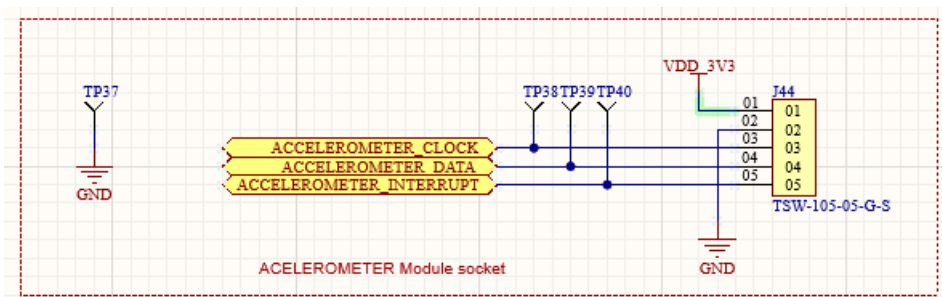 VDD_3V3
TP37
TP38 TP39 TP40
J44
01 01
02 02
ACCELEROMETER_CLOCK 03 03
ACCELEROMETER_DATA 04 04
ACCELEROMETER_INTERRUPT 05 05
GND
TSW-105-05-G-S
ACELEROMETER Module socket
GND